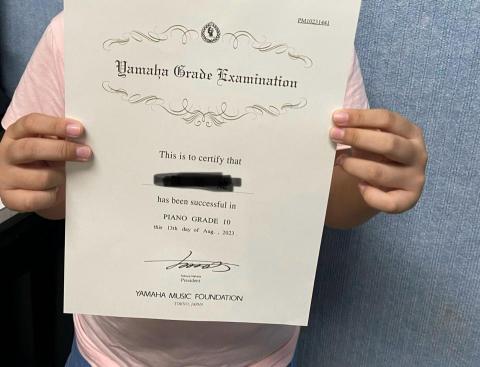 PM10231441
Yamaha Grade Examination
This is to certify that
has been successful in
PIANO GRADE 10
this 13th day of Aug. , 2023
President
YAMAHA MUSIC FOUNDATION
TOKYO, JAPAN